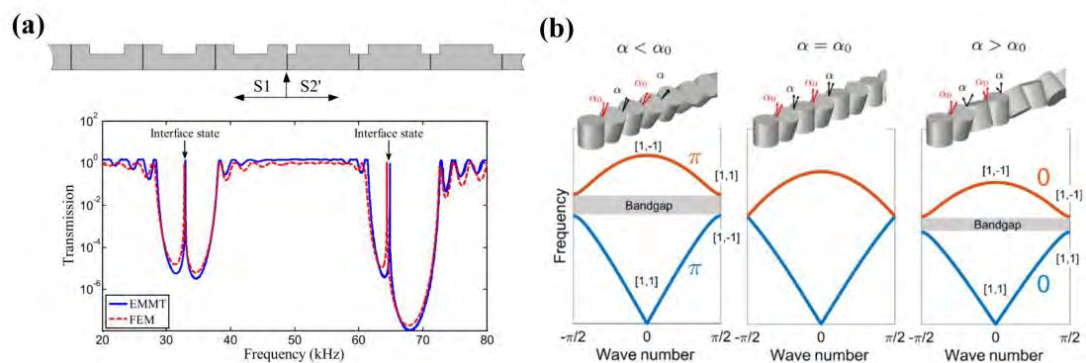 (a)
S1 S2'
Interface state
Interface state
Transmission
10^2
10^0
10^-2
10^-4
10^-6
EMMT
FEM
20 30 40 50 60 70 80
Frequency (kHz)
(b)
α < α0
α = α0
α > α0
α0 α α0 α
α0 α α0 α
α0 α α0 α
Frequency
[1,-1]
π
[1,1]
Bandgap
[1,-1]
π
[1,1]
-π/2 0 π/2
Wave number
-π/2 0 π/2
Wave number
[1,-1]
0
[1,-1]
Bandgap
[1,1]
0
[1,1]
-π/2 0 π/2
Wave number